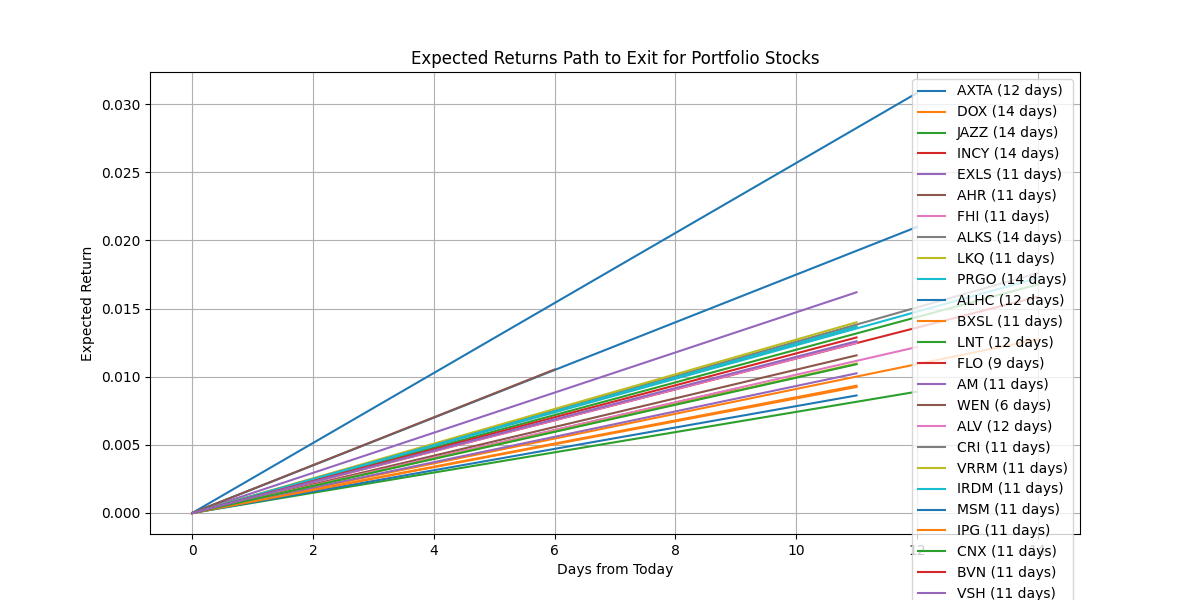 Expected Returns Path to Exit for Portfolio Stocks
Expected Return
0.030
0.025
0.020
0.015
0.010
0.005
0.000
0 2 4 6 8 10 12
Days from Today
AXTA (12 days)
DOX (14 days)
JAZZ (14 days)
INCY (14 days)
EXLS (11 days)
AHR (11 days)
FHI (11 days)
ALKS (14 days)
LKQ (11 days)
PRGO (14 days)
ALHC (12 days)
BXSL (11 days)
LNT (12 days)
FLO (9 days)
AM (11 days)
WEN (6 days)
ALV (12 days)
CRI (11 days)
VRRM (11 days)
IRDM (11 days)
MSM (11 days)
IPG (11 days)
CNX (11 days)
BVN (11 days)
VSH (11 days)